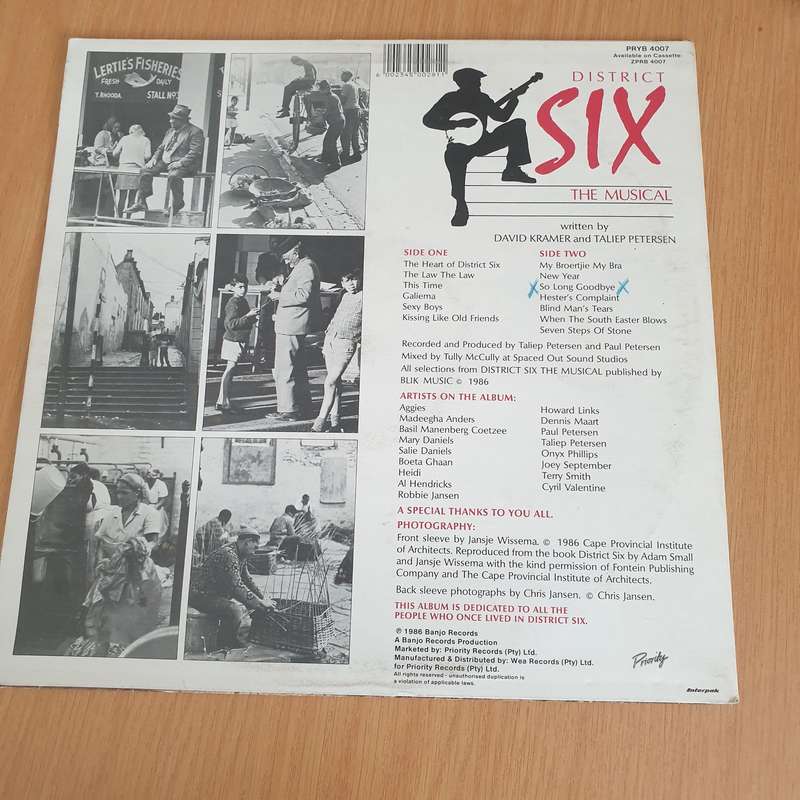 LERTIES FISHERIES
FRESH DAILY
T. RHOODA. STALL No 3
6 002345 002811
PRYB 4007
Available on Cassette:
ZPRB 4007
DISTRICT
SIX
THE MUSICAL
written by
DAVID KRAMER and TALIEP PETERSEN
SIDE ONE
The Heart of District Six
The Law The Law
This Time
Galiema
Sexy Boys
Kissing Like Old Friends
SIDE TWO
My Broertjie My Bra
New Year
X So Long Goodbye X
Hester's Complaint
Blind Man's Tears
When The South Easter Blows
Seven Steps Of Stone
Recorded and Produced by Taliep Petersen and Paul Petersen
Mixed by Tully McCully at Spaced Out Sound Studios
All selections from DISTRICT SIX THE MUSICAL published by
BLIK MUSIC © 1986
ARTISTS ON THE ALBUM:
Aggies
Madeegha Anders
Basil Manenberg Coetzee
Mary Daniels
Salie Daniels
Boeta Ghaan
Heidi
Al Hendricks
Robbie Jansen
Howard Links
Dennis Maart
Paul Petersen
Taliep Petersen
Onyx Phillips
Joey September
Terry Smith
Cyril Valentine
A SPECIAL THANKS TO YOU ALL.
PHOTOGRAPHY:
Front sleeve by Jansje Wissema. © 1986 Cape Provincial Institute
of Architects. Reproduced from the book District Six by Adam Small
and Jansje Wissema with the kind permission of Fontein Publishing
Company and The Cape Provincial Institute of Architects.
Back sleeve photographs by Chris Jansen. © Chris Jansen.
THIS ALBUM IS DEDICATED TO ALL THE
PEOPLE WHO ONCE LIVED IN DISTRICT SIX.
℗ 1986 Banjo Records
A Banjo Records Production
Marketed by: Priority Records (Pty) Ltd.
Manufactured & Distributed by: Wea Records (Pty) Ltd.
for Priority Records (Pty) Ltd.
All rights reserved - unauthorised duplication is
a violation of applicable laws.
Priority
Interpak